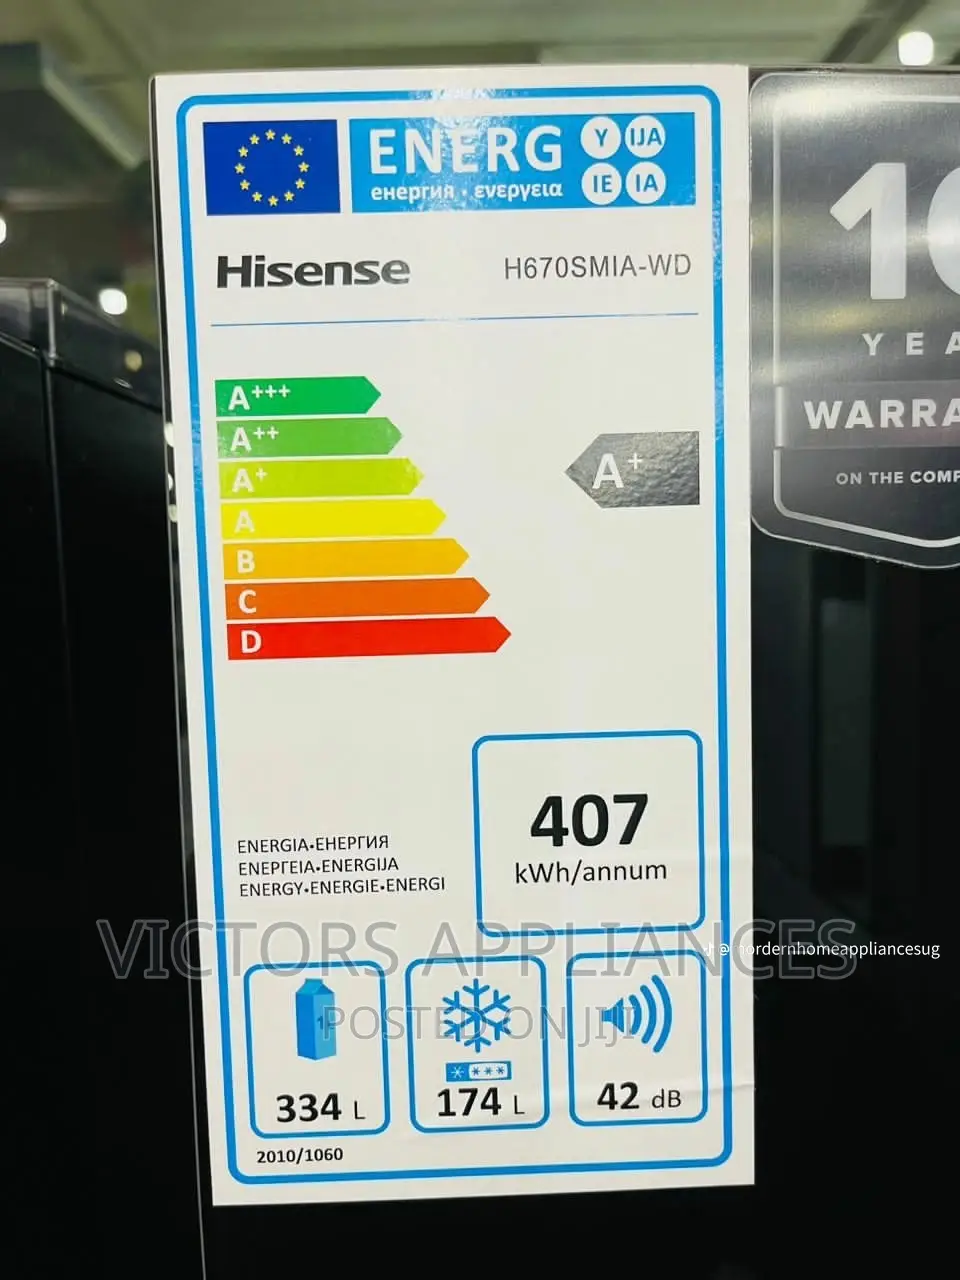 ENERG
енергия · ενεργεια
Y IJA
IE IA
Hisense
H670SMIA-WD
A+++
A++
A+
A
B
C
D
A+
10
YEA
WARRA
ON THE COMP
407
kWh/annum
ENERGIA•ЕНЕРГИЯ
ΕΝΕΡΓΕΙΑ•ENERGIJA
ENERGY•ENERGIE•ENERGI
VICTORS APPLIANCES
POSTED ON JIJI
334 L
174 L
42 dB
2010/1060